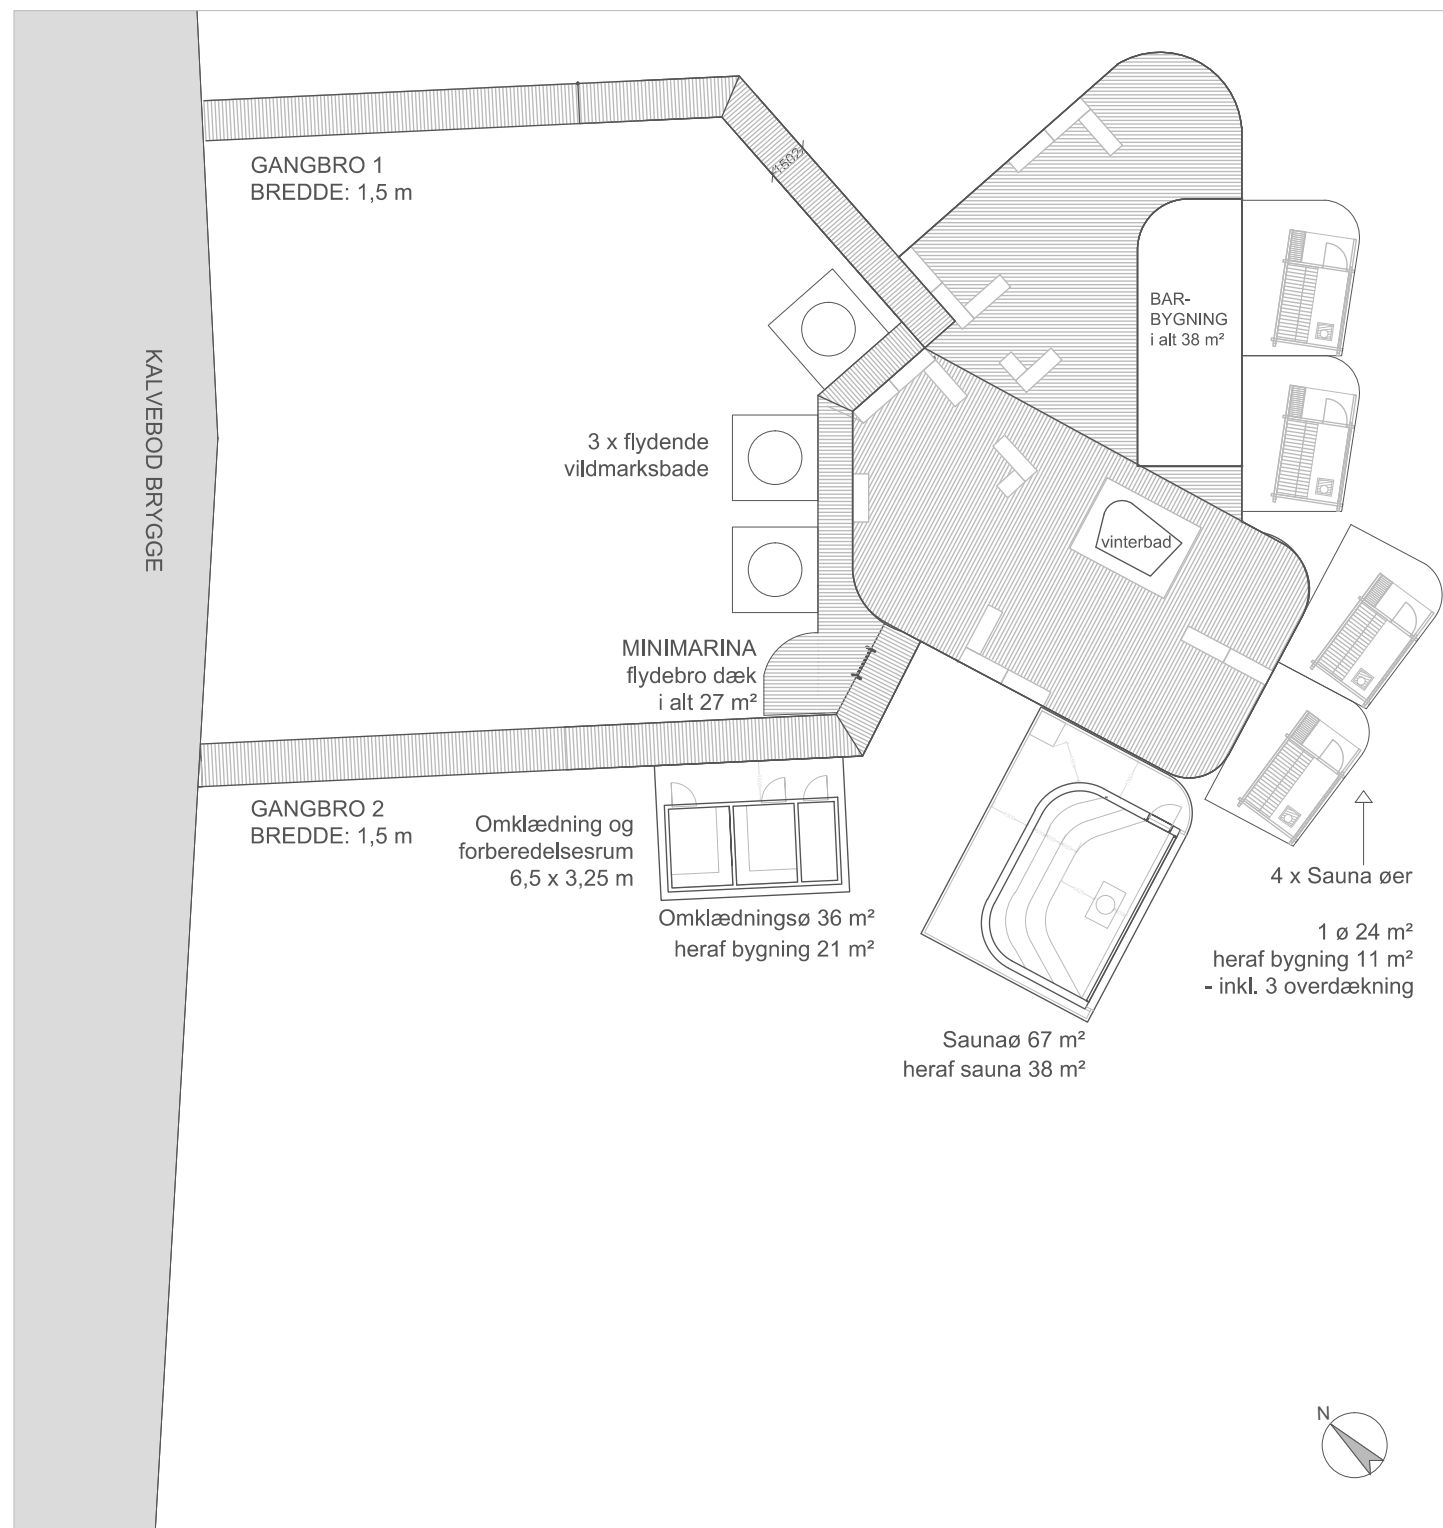 GANGBRO 1
BREDDE: 1,5 m
1502
BAR-
BYGNING
i alt 38 m²
KALVEBOD BRYGGE
3 x flydende
vildmarksbade
vinterbad
MINIMARINA
flydebro dæk
i alt 27 m²
GANGBRO 2
BREDDE: 1,5 m
Omklædning og
forberedelsesrum
6,5 x 3,25 m
Omklædningsø 36 m²
heraf bygning 21 m²
4 x Sauna øer
1 ø 24 m²
heraf bygning 11 m²
- inkl. 3 overdækning
Saunaø 67 m²
heraf sauna 38 m²
N